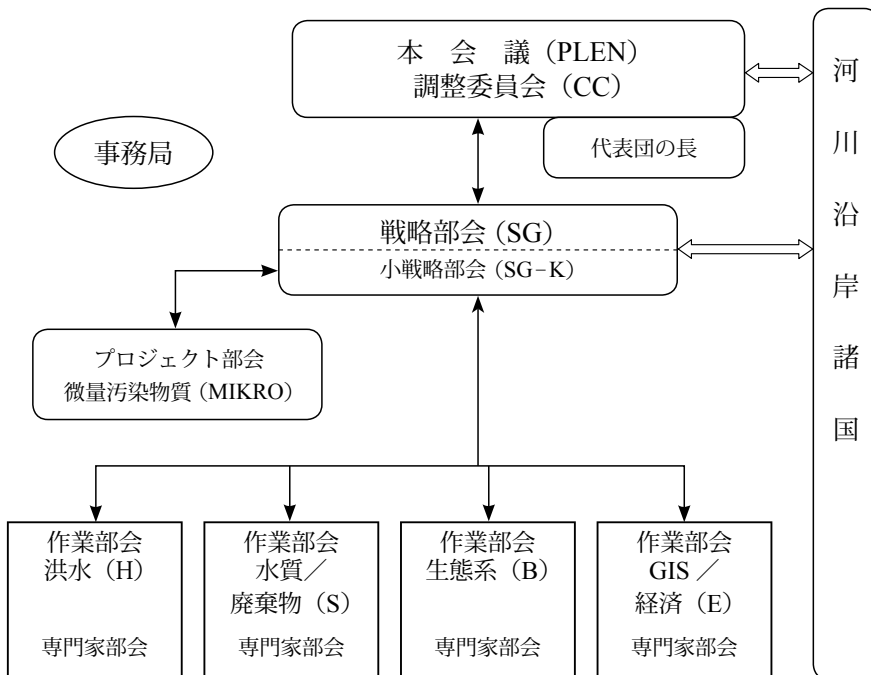 本　会　議（PLEN）
調整委員会（CC）
代表団の長
事務局
戦略部会（SG）
小戦略部会（SG−K）
プロジェクト部会
微量汚染物質（MIKRO）
作業部会
洪水（H）
専門家部会
作業部会
水質／
廃棄物（S）
専門家部会
作業部会
生態系（B）
専門家部会
作業部会
GIS ／
経済（E）
専門家部会
河川沿岸諸国